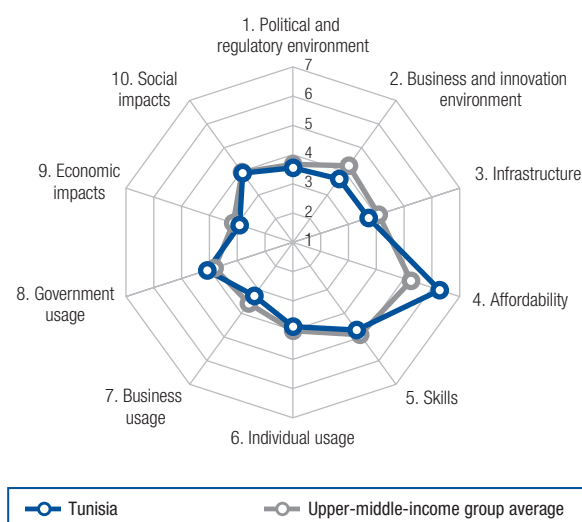 1. Political and
regulatory environment
2. Business and innovation
environment
3. Infrastructure
4. Affordability
5. Skills
6. Individual usage
7. Business
usage
8. Government
usage
9. Economic
impacts
10. Social
impacts
7
6
5
4
3
2
1
Tunisia
Upper-middle-income group average